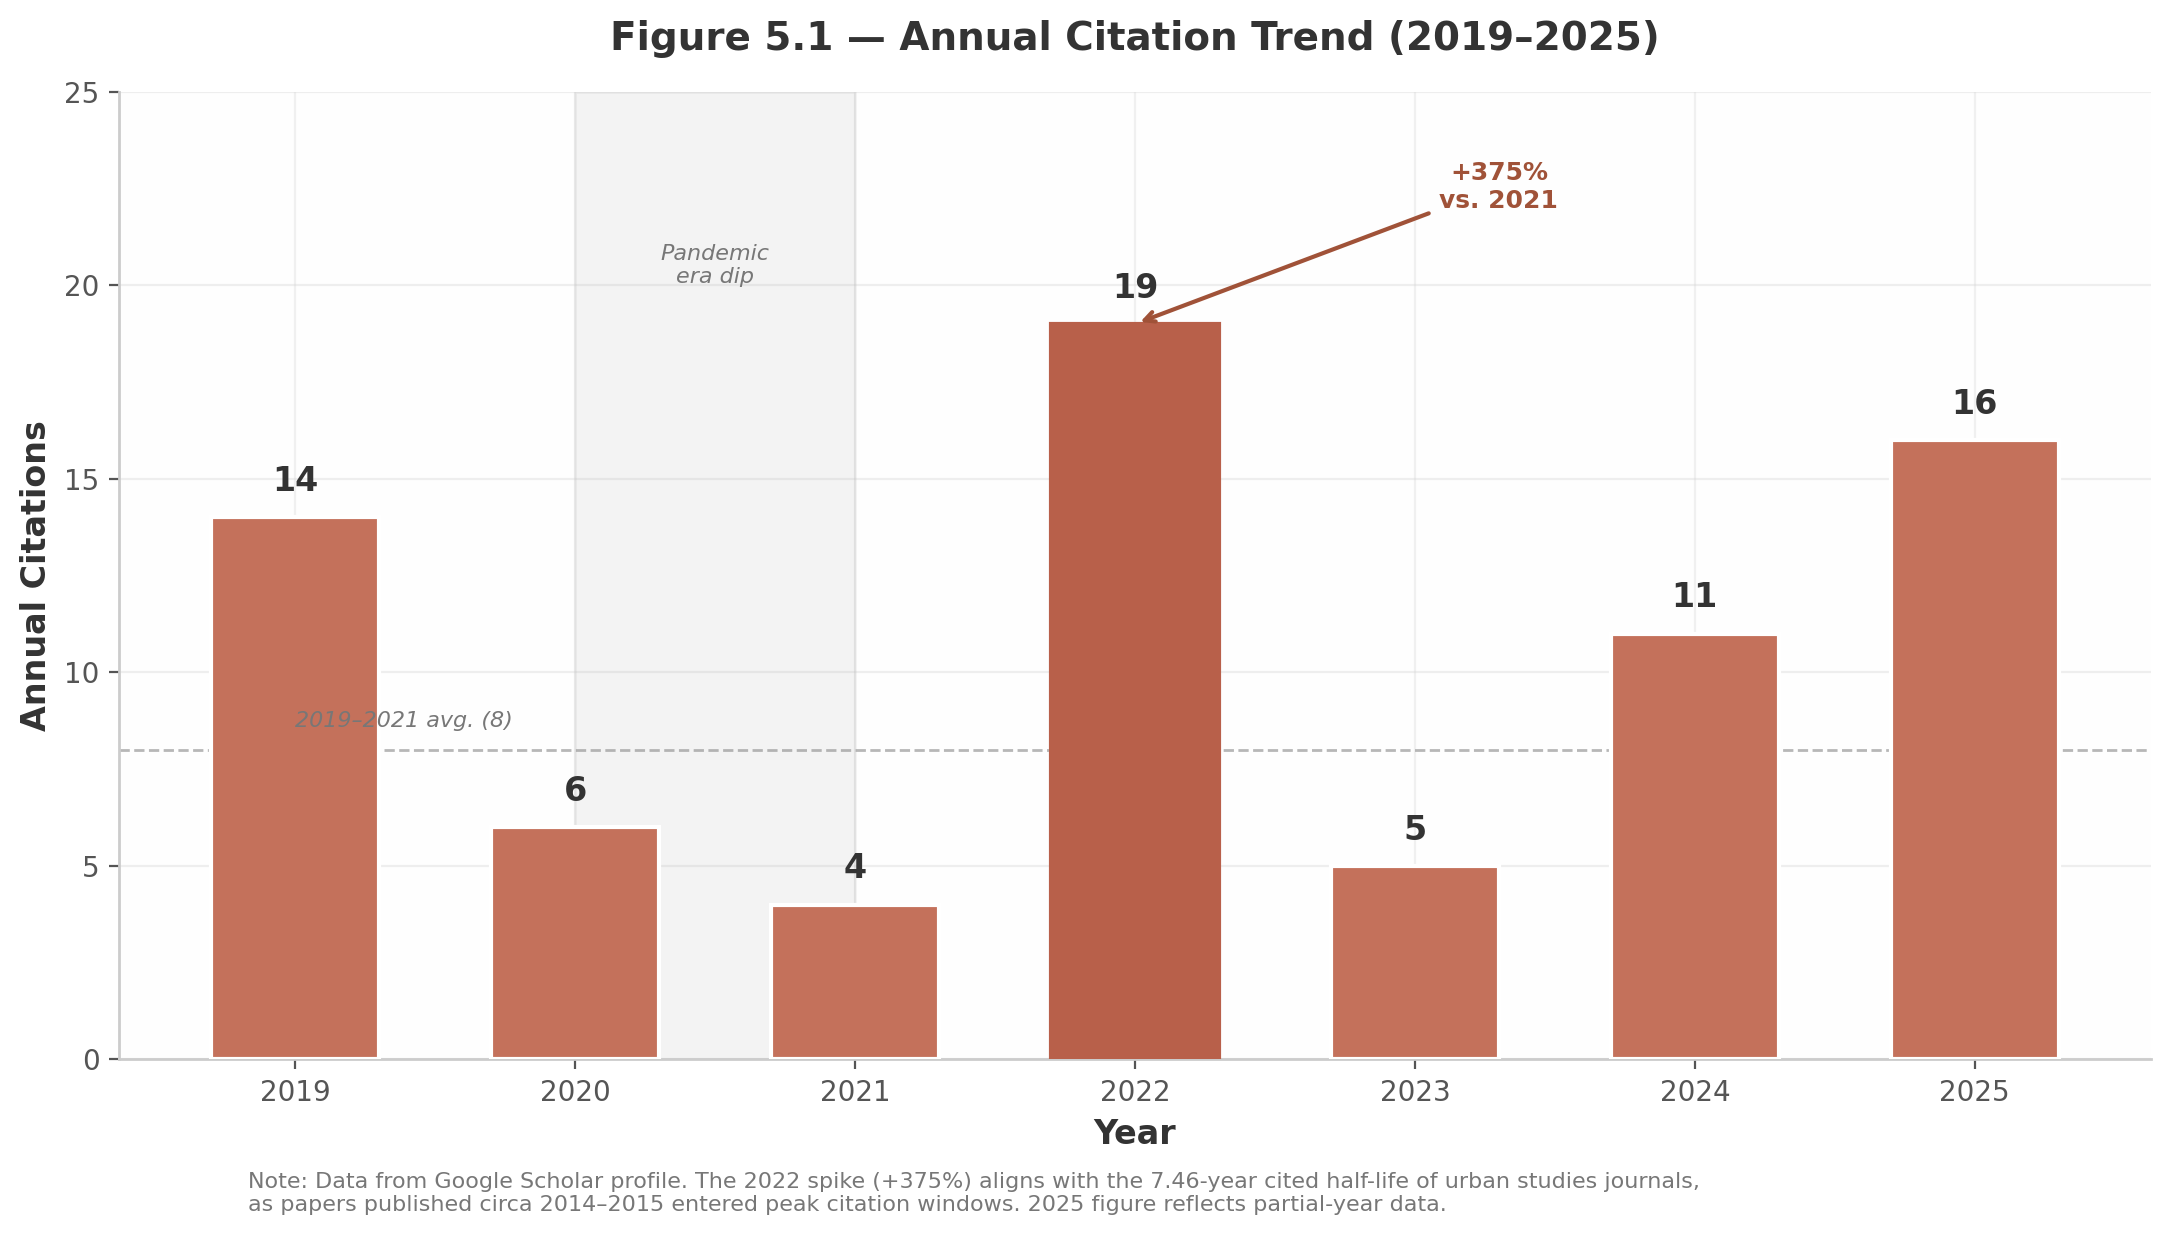 Figure 5.1 — Annual Citation Trend (2019–2025)
Annual Citations
25
20
15
10
5
0
+375%
vs. 2021
Pandemic
era dip
2019–2021 avg. (8)
14
6
4
19
5
11
16
2019
2020
2021
2022
2023
2024
2025
Year
Note: Data from Google Scholar profile. The 2022 spike (+375%) aligns with the 7.46-year cited half-life of urban studies journals,
as papers published circa 2014–2015 entered peak citation windows. 2025 figure reflects partial-year data.